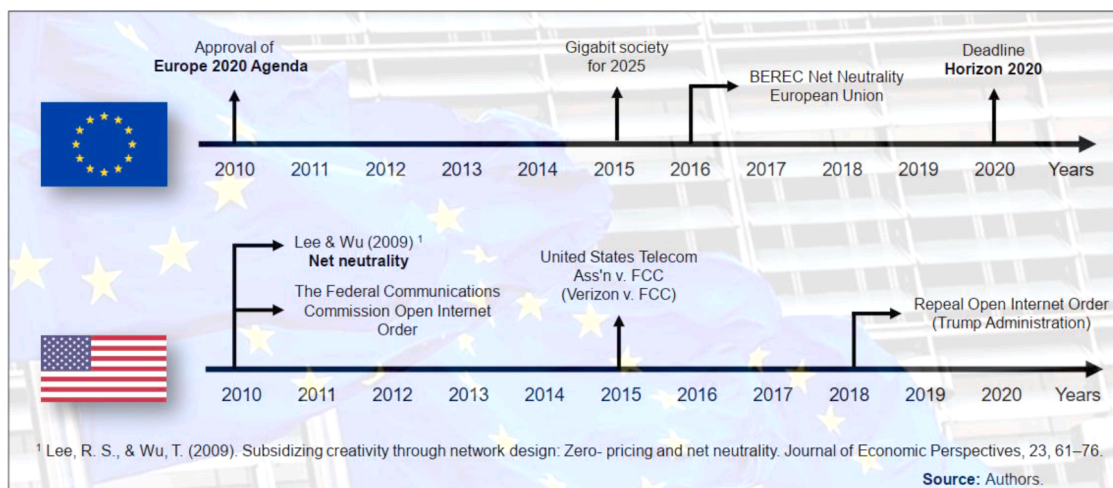 Approval of
Europe 2020 Agenda
Gigabit society
for 2025
BEREC Net Neutrality
European Union
Deadline
Horizon 2020
2010 2011 2012 2013 2014 2015 2016 2017 2018 2019 2020 Years
Lee & Wu (2009) ¹
Net neutrality
The Federal Communications
Commission Open Internet
Order
United States Telecom
Ass'n v. FCC
(Verizon v. FCC)
Repeal Open Internet Order
(Trump Administration)
2010 2011 2012 2013 2014 2015 2016 2017 2018 2019 2020 Years
¹ Lee, R. S., & Wu, T. (2009). Subsidizing creativity through network design: Zero- pricing and net neutrality. Journal of Economic Perspectives, 23, 61–76.
Source: Authors.